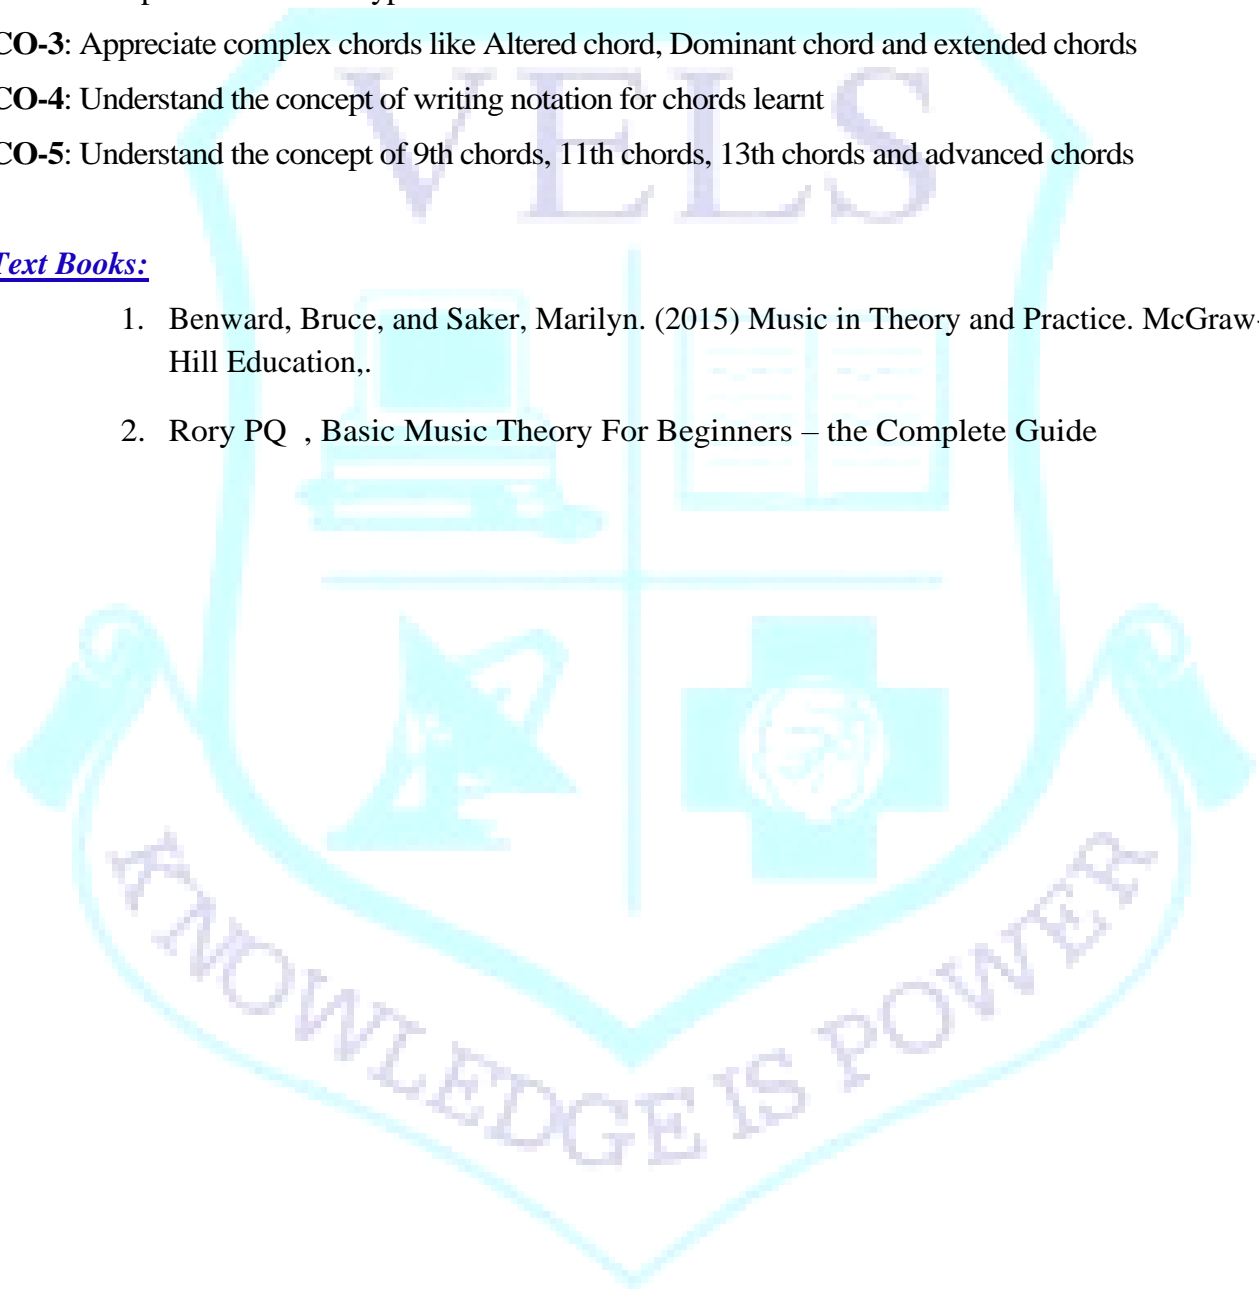 CO-3: Appreciate complex chords like Altered chord, Dominant chord and extended chords
CO-4: Understand the concept of writing notation for chords learnt
CO-5: Understand the concept of 9th chords, 11th chords, 13th chords and advanced chords
VELS
Text Books:
1. Benward, Bruce, and Saker, Marilyn. (2015) Music in Theory and Practice. McGraw-
Hill Education,.
2. Rory PQ , Basic Music Theory For Beginners – the Complete Guide
KNOWLEDGE IS POWER